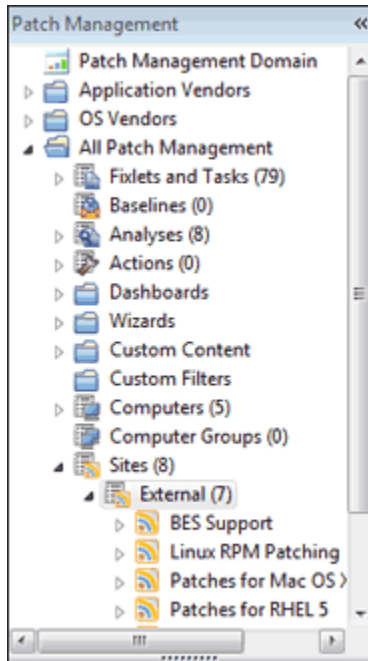 Patch Management «
Patch Management Domain
Application Vendors
OS Vendors
All Patch Management
Fixlets and Tasks (79)
Baselines (0)
Analyses (8)
Actions (0)
Dashboards
Wizards
Custom Content
Custom Filters
Computers (5)
Computer Groups (0)
Sites (8)
External (7)
BES Support
Linux RPM Patching
Patches for Mac OS X
Patches for RHEL 5